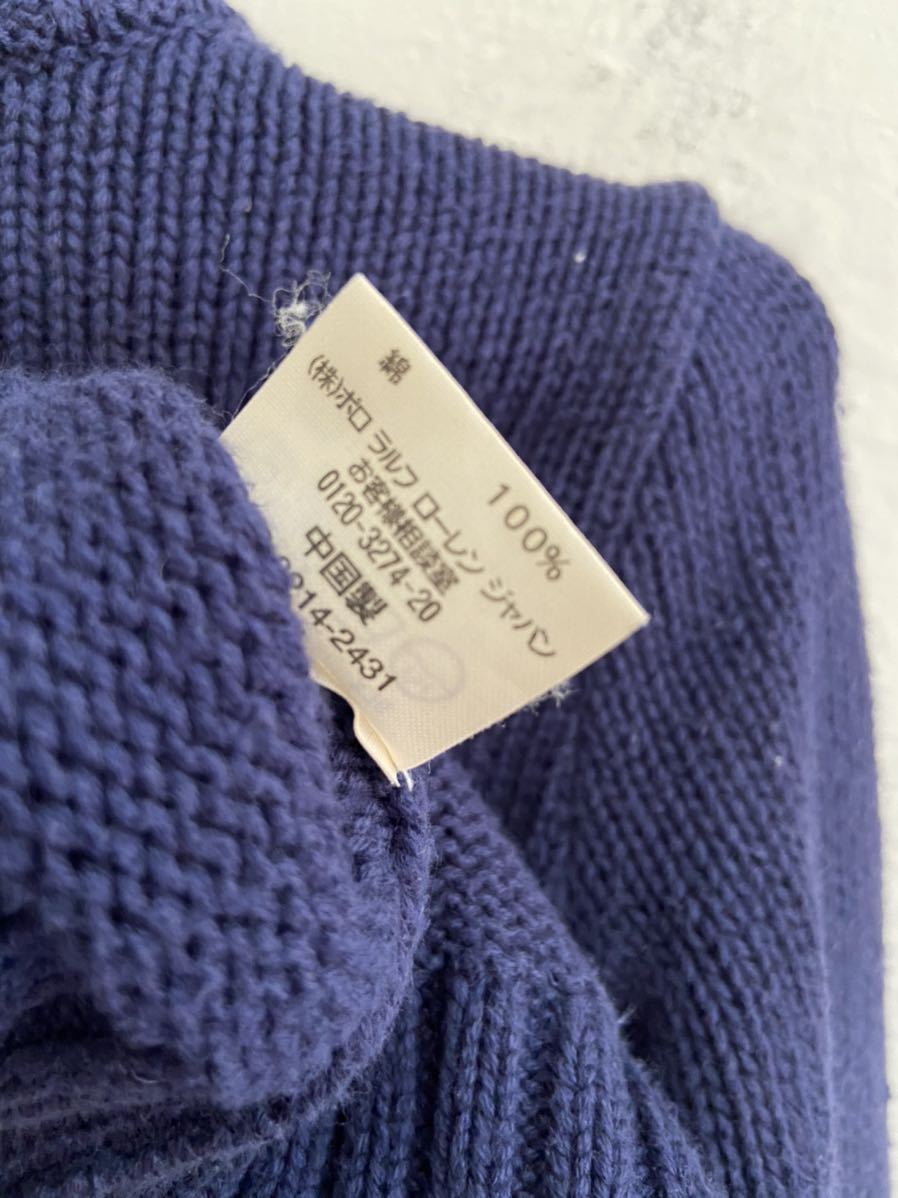 綿 100%
(株)ポロ ラルフ ローレン ジャパン
お客様相談室
0120-3274-20
中国製
214-2431